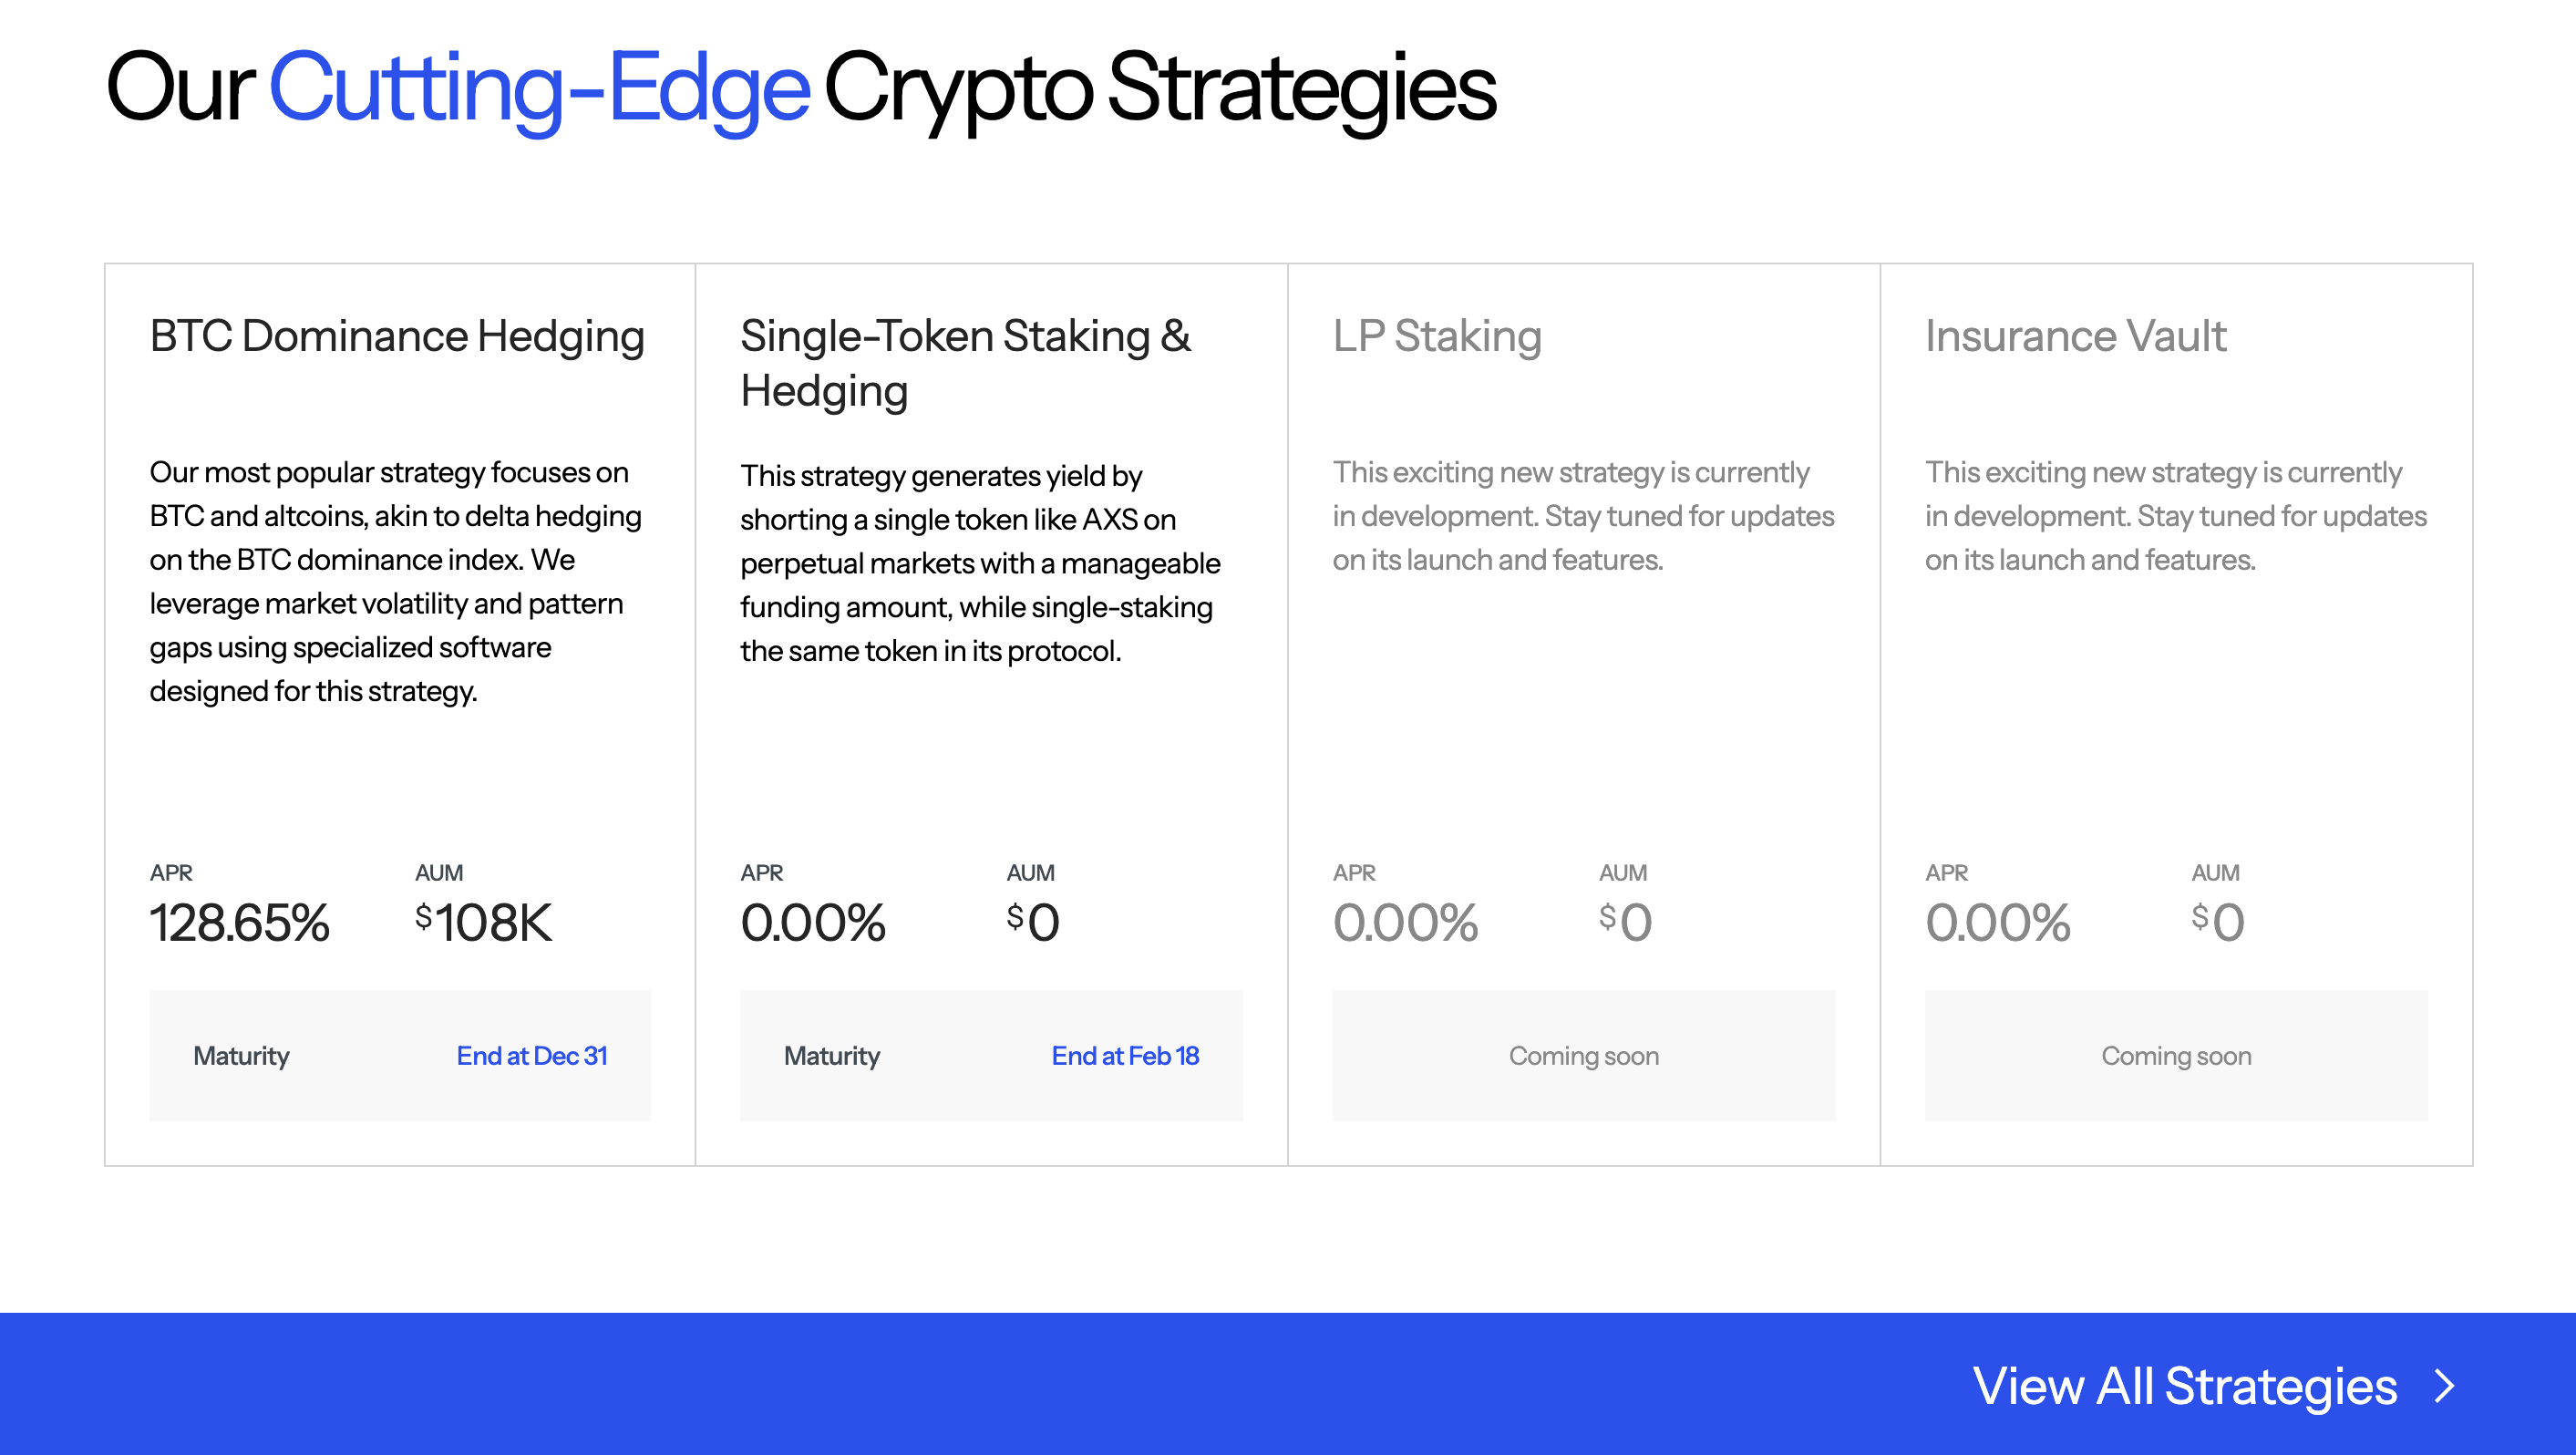 Our Cutting-Edge Crypto Strategies
BTC Dominance Hedging
Our most popular strategy focuses on
BTC and altcoins, akin to delta hedging
on the BTC dominance index. We
leverage market volatility and pattern
gaps using specialized software
designed for this strategy.
APR
AUM
128.65%
$108K
Maturity
End at Dec 31
Single-Token Staking &
Hedging
This strategy generates yield by
shorting a single token like AXS on
perpetual markets with a manageable
funding amount, while single-staking
the same token in its protocol.
APR
AUM
0.00%
$0
Maturity
End at Feb 18
LP Staking
This exciting new strategy is currently
in development. Stay tuned for updates
on its launch and features.
APR
AUM
0.00%
$0
Coming soon
Insurance Vault
This exciting new strategy is currently
in development. Stay tuned for updates
on its launch and features.
APR
AUM
0.00%
$0
Coming soon
View All Strategies